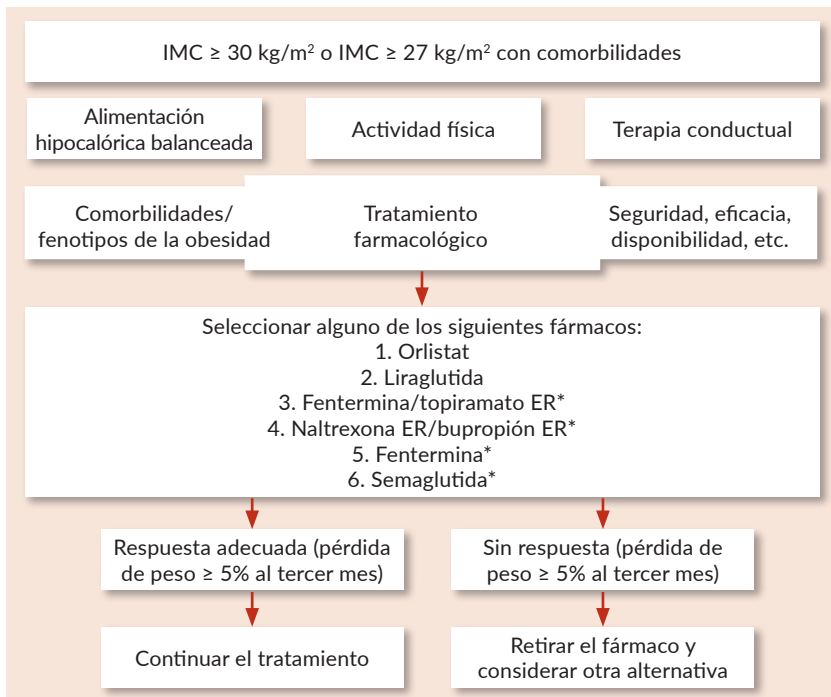 IMC ≥ 30 kg/m² o IMC ≥ 27 kg/m² con comorbilidades
Alimentación
hipocalórica balanceada
Actividad física
Terapia conductual
Comorbilidades/
fenotipos de la obesidad
Tratamiento
farmacológico
Seguridad, eficacia,
disponibilidad, etc.
Seleccionar alguno de los siguientes fármacos:
1. Orlistat
2. Liraglutida
3. Fentermina/topiramato ER*
4. Naltrexona ER/bupropión ER*
5. Fentermina*
6. Semaglutida*
Respuesta adecuada (pérdida
de peso ≥ 5% al tercer mes)
Sin respuesta (pérdida de
peso ≥ 5% al tercer mes)
Continuar el tratamiento
Retirar el fármaco y
considerar otra alternativa